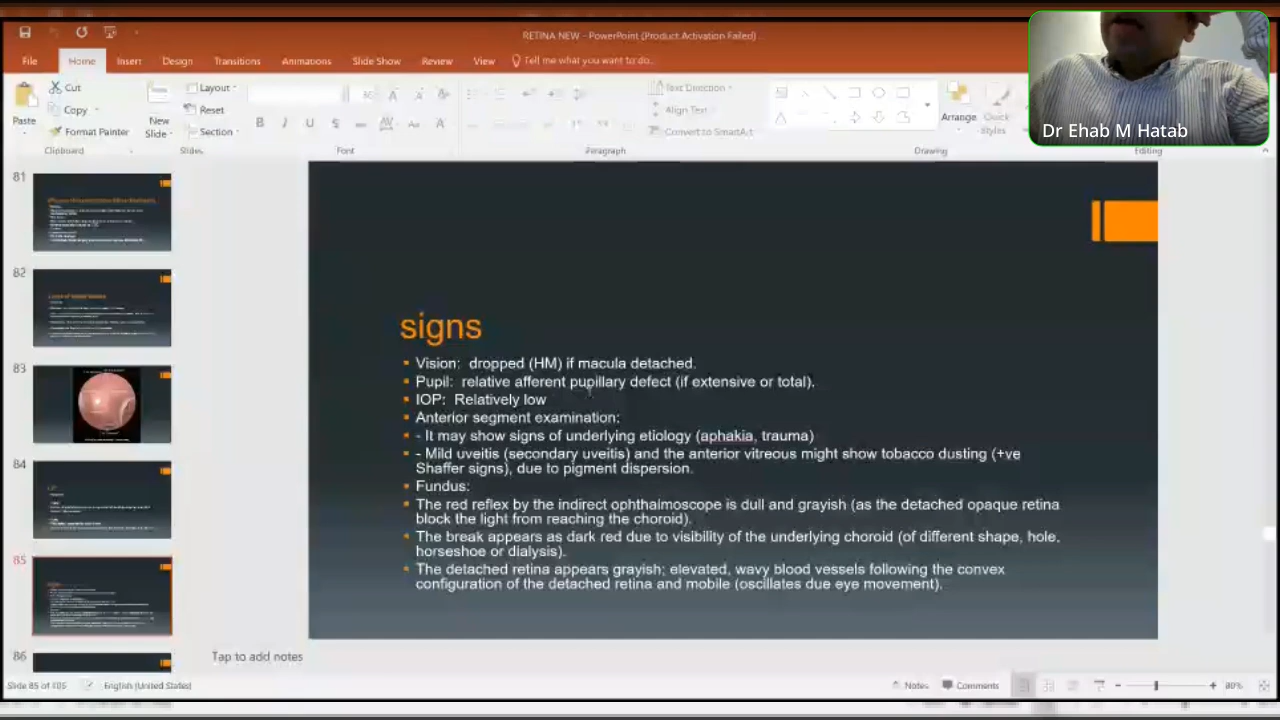 RETINA NEW - PowerPoint (Product Activation Failed)
File Home Insert Design Transitions Animations Slide Show Review View Tell me what you want to do...
Paste
Cut
Copy
Format Painter
Clipboard
New
Slide
Layout
Reset
Section
Slides
Font
Text Direction
Align Text
Convert to SmartArt
Paragraph
Arrange
Quick
Styles
Drawing
Editing
Dr Ehab M Hatab
81
82
83
84
85
86
signs
Vision: dropped (HM) if macula detached.
Pupil: relative afferent pupillary defect (if extensive or total).
IOP: Relatively low
Anterior segment examination:
- It may show signs of underlying etiology (aphakia, trauma)
- Mild uveitis (secondary uveitis) and the anterior vitreous might show tobacco dusting (+ve
Shaffer signs), due to pigment dispersion.
Fundus:
The red reflex by the indirect ophthalmoscope is dull and grayish (as the detached opaque retina
block the light from reaching the choroid).
The break appears as dark red due to visibility of the underlying choroid (of different shape, hole,
horseshoe or dialysis).
The detached retina appears grayish; elevated, wavy blood vessels following the convex
configuration of the detached retina and mobile (oscillates due eye movement).
Tap to add notes
Slide 85 of 105 English (United States) Notes Comments 80%